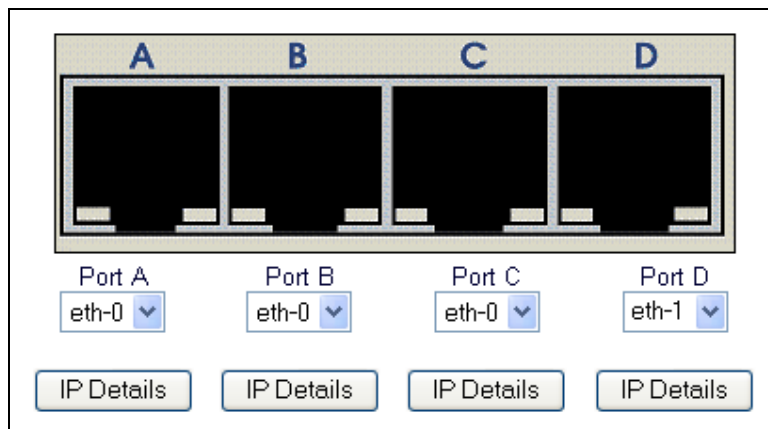 A B C D
Port A Port B Port C Port D
eth-0 eth-0 eth-0 eth-1
IP Details IP Details IP Details IP Details